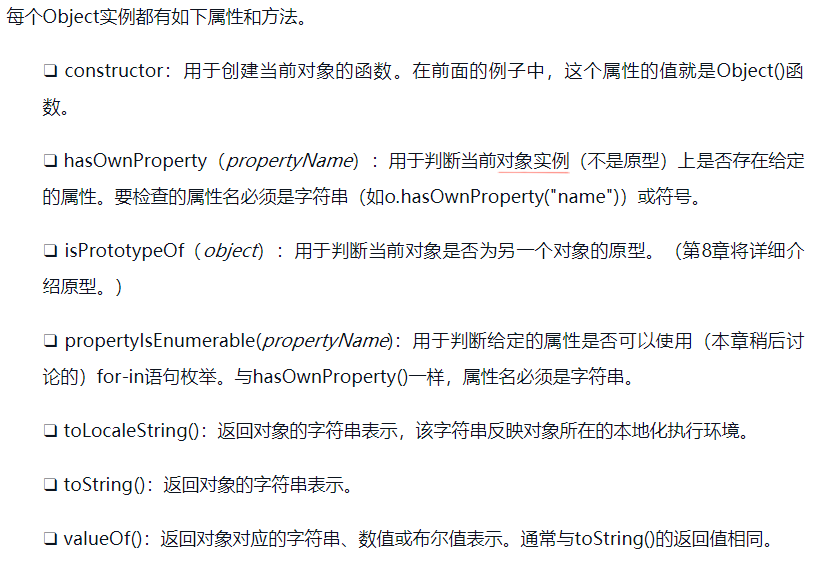 每个Object实例都有如下属性和方法。
❑ constructor：用于创建当前对象的函数。在前面的例子中，这个属性的值就是Object()函
数。
❑ hasOwnProperty（propertyName）：用于判断当前对象实例（不是原型）上是否存在给定
的属性。要检查的属性名必须是字符串（如o.hasOwnProperty("name")）或符号。
❑ isPrototypeOf（object）：用于判断当前对象是否为另一个对象的原型。（第8章将详细介
绍原型。）
❑ propertyIsEnumerable(propertyName)：用于判断给定的属性是否可以使用（本章稍后讨
论的）for-in语句枚举。与hasOwnProperty()一样，属性名必须是字符串。
❑ toLocaleString()：返回对象的字符串表示，该字符串反映对象所在的本地化执行环境。
❑ toString()：返回对象的字符串表示。
❑ valueOf()：返回对象对应的字符串、数值或布尔值表示。通常与toString()的返回值相同。